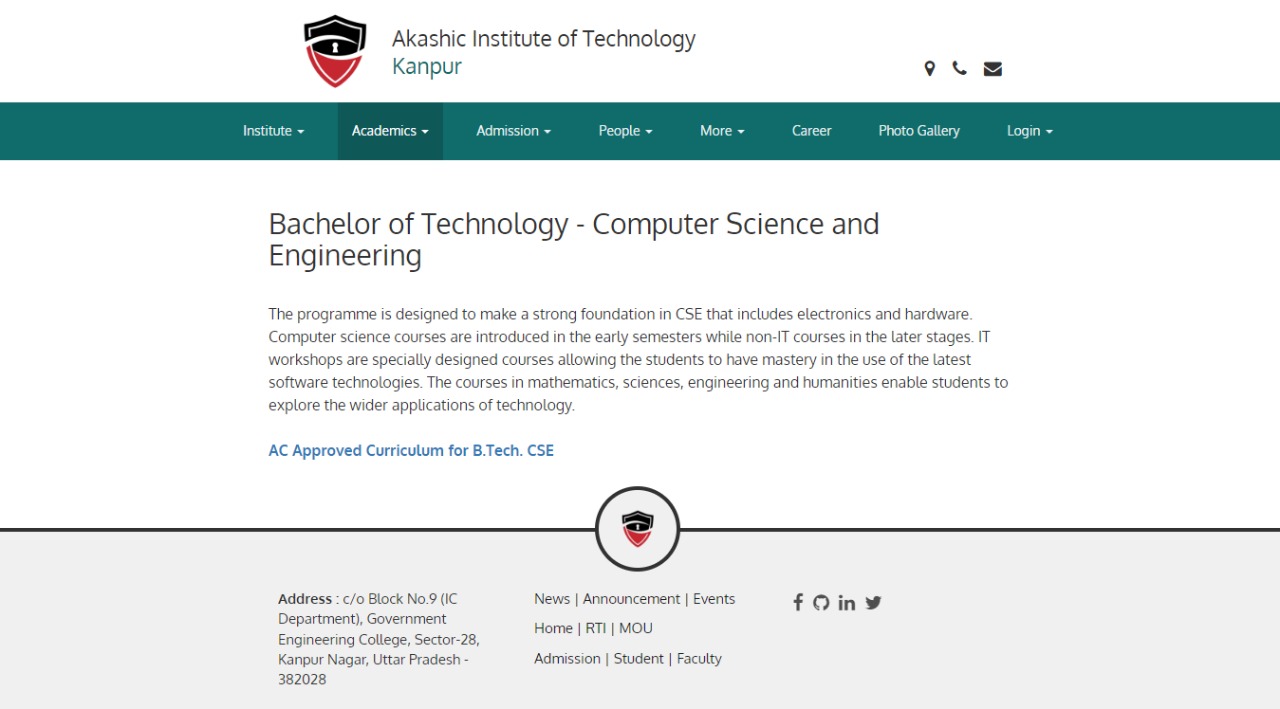 Akashic Institute of Technology
Kanpur
Institute Academics Admission People More Career Photo Gallery Login
Bachelor of Technology - Computer Science and
Engineering
The programme is designed to make a strong foundation in CSE that includes electronics and hardware.
Computer science courses are introduced in the early semesters while non-IT courses in the later stages. IT
workshops are specially designed courses allowing the students to have mastery in the use of the latest
software technologies. The courses in mathematics, sciences, engineering and humanities enable students to
explore the wider applications of technology.
AC Approved Curriculum for B.Tech. CSE
Address : c/o Block No.9 (IC
Department), Government
Engineering College, Sector-28,
Kanpur Nagar, Uttar Pradesh -
382028
News | Announcement | Events
Home | RTI | MOU
Admission | Student | Faculty